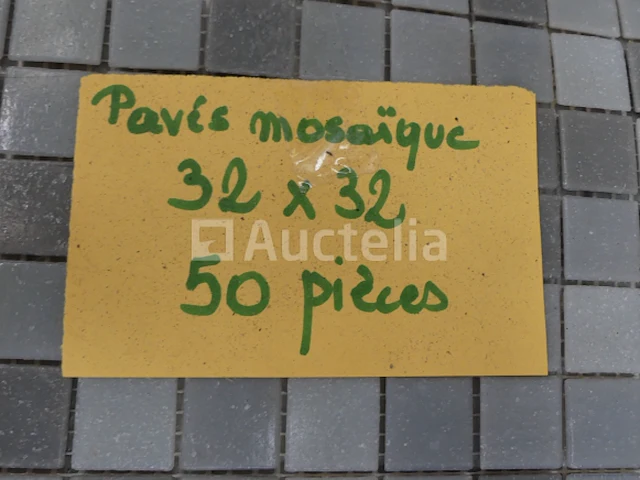 Pavés mosaïque
32 x 32
Auctelia
50 pièces